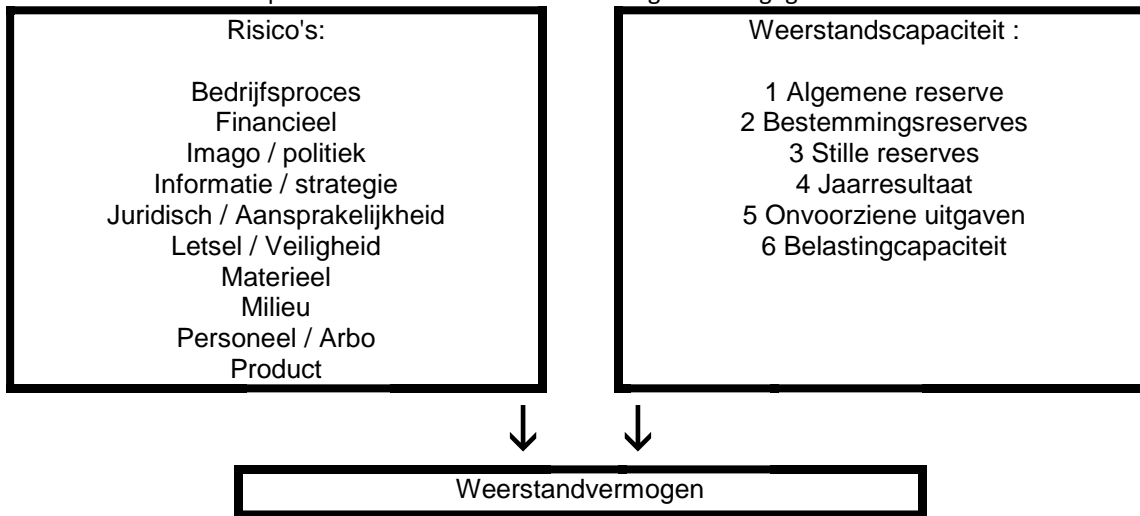 Risico's:
Bedrijfsproces
Financieel
Imago / politiek
Informatie / strategie
Juridisch / Aansprakelijkheid
Letsel / Veiligheid
Materieel
Milieu
Personeel / Arbo
Product
Weerstandscapaciteit :
1 Algemene reserve
2 Bestemmingsreserves
3 Stille reserves
4 Jaarresultaat
5 Onvoorziene uitgaven
6 Belastingcapaciteit
Weerstandvermogen